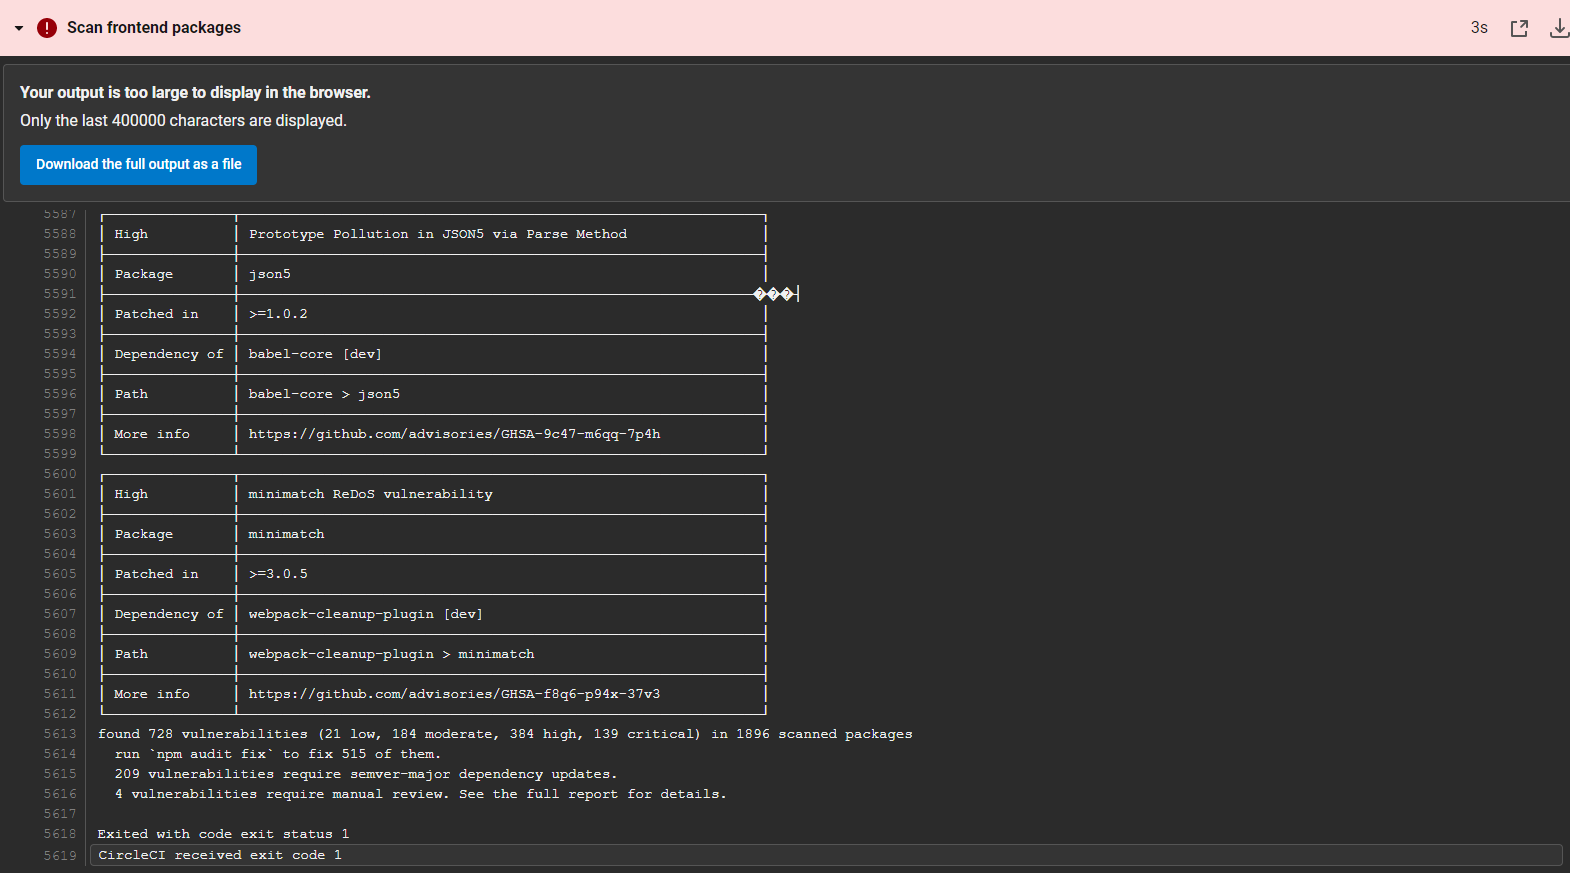 Scan frontend packages
3s
Your output is too large to display in the browser.
Only the last 400000 characters are displayed.
Download the full output as a file
5587
5588 High Prototype Pollution in JSON5 via Parse Method
5589
5590 Package json5
5591 ���
5592 Patched in >=1.0.2
5593
5594 Dependency of babel-core [dev]
5595
5596 Path babel-core > json5
5597
5598 More info https://github.com/advisories/GHSA-9c47-m6qq-7p4h
5599
5600
5601 High minimatch ReDoS vulnerability
5602
5603 Package minimatch
5604
5605 Patched in >=3.0.5
5606
5607 Dependency of webpack-cleanup-plugin [dev]
5608
5609 Path webpack-cleanup-plugin > minimatch
5610
5611 More info https://github.com/advisories/GHSA-f8q6-p94x-37v3
5612
5613 found 728 vulnerabilities (21 low, 184 moderate, 384 high, 139 critical) in 1896 scanned packages
5614 run `npm audit fix` to fix 515 of them.
5615 209 vulnerabilities require semver-major dependency updates.
5616 4 vulnerabilities require manual review. See the full report for details.
5617
5618 Exited with code exit status 1
5619 CircleCI received exit code 1